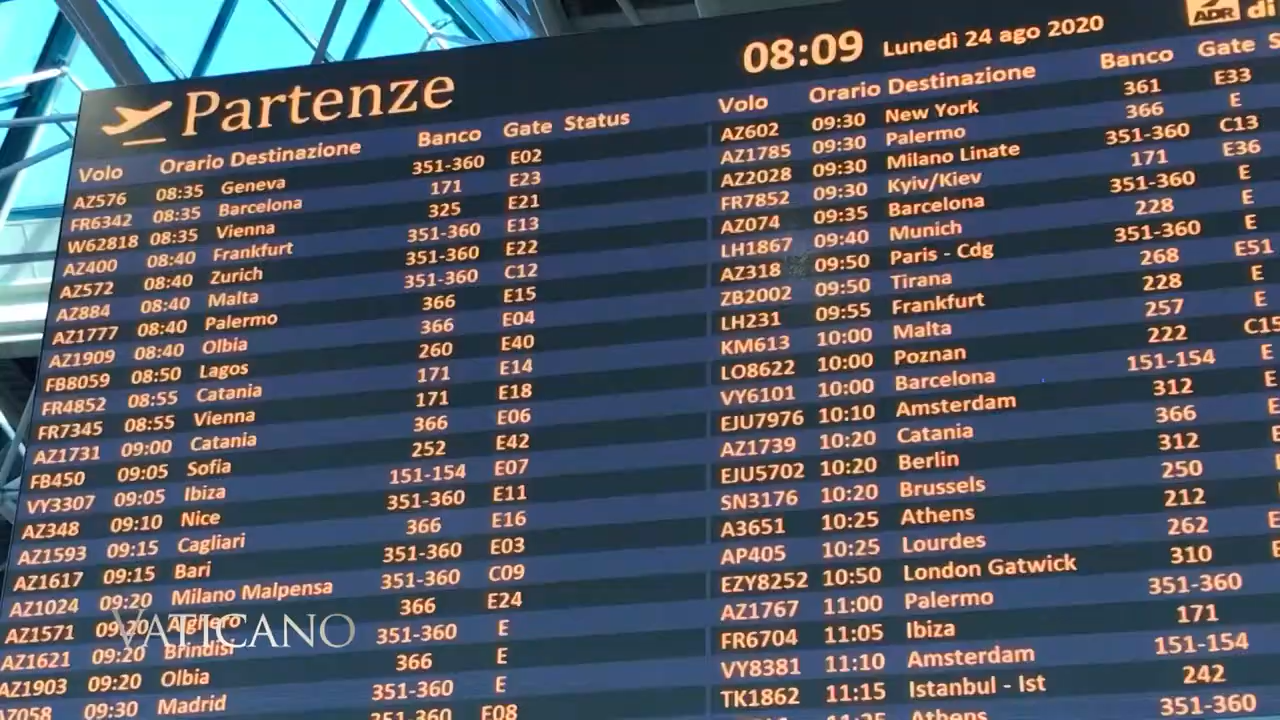 Partenze
Volo Orario Destinazione Banco Gate Status
AZ576 08:35 Geneva 351-360 E02
FR6342 08:35 Barcelona 171 E23
W62818 08:35 Vienna 325 E21
AZ400 08:40 Frankfurt 351-360 E13
AZ572 08:40 Zurich 351-360 E22
AZ884 08:40 Malta 351-360 C12
AZ1777 08:40 Palermo 366 E15
AZ1909 08:40 Olbia 366 E04
FB8059 08:50 Lagos 260 E40
FR4852 08:55 Catania 171 E14
FR7345 08:55 Vienna 171 E18
AZ1731 09:00 Catania 366 E06
FB450 09:05 Sofia 252 E42
VY3307 09:05 Ibiza 151-154 E07
AZ348 09:10 Nice 351-360 E11
AZ1593 09:15 Cagliari 366 E16
AZ1617 09:15 Bari 351-360 E03
AZ1024 09:20 Milano Malpensa 351-360 C09
AZ1571 09:20 Alghero 366 E24
AZ1621 09:20 Brindisi 351-360 E
AZ1903 09:20 Olbia 366 E
AZ058 09:30 Madrid 351-360 E
351-360 E08
VATICANO
08:09 Lunedì 24 ago 2020 ADR di
Volo Orario Destinazione Banco Gate S
AZ602 09:30 New York 361 E33
AZ1785 09:30 Palermo 366 E
AZ2028 09:30 Milano Linate 351-360 C13
FR7852 09:30 Kyiv/Kiev 171 E36
AZ074 09:35 Barcelona 351-360 E
LH1867 09:40 Munich 228 E
AZ318 09:50 Paris - Cdg 351-360 E
ZB2002 09:50 Tirana 268 E51
LH231 09:55 Frankfurt 228 E
KM613 10:00 Malta 257 E
LO8622 10:00 Poznan 222 C15
VY6101 10:00 Barcelona 151-154 E
EJU7976 10:10 Amsterdam 312 E
AZ1739 10:20 Catania 366
EJU5702 10:20 Berlin 312
SN3176 10:20 Brussels 250
A3651 10:25 Athens 212
AP405 10:25 Lourdes 262
EZY8252 10:50 London Gatwick 310
AZ1767 11:00 Palermo 351-360
FR6704 11:05 Ibiza 171
VY8381 11:10 Amsterdam 151-154
TK1862 11:15 Istanbul - Ist 242
Athens 351-360